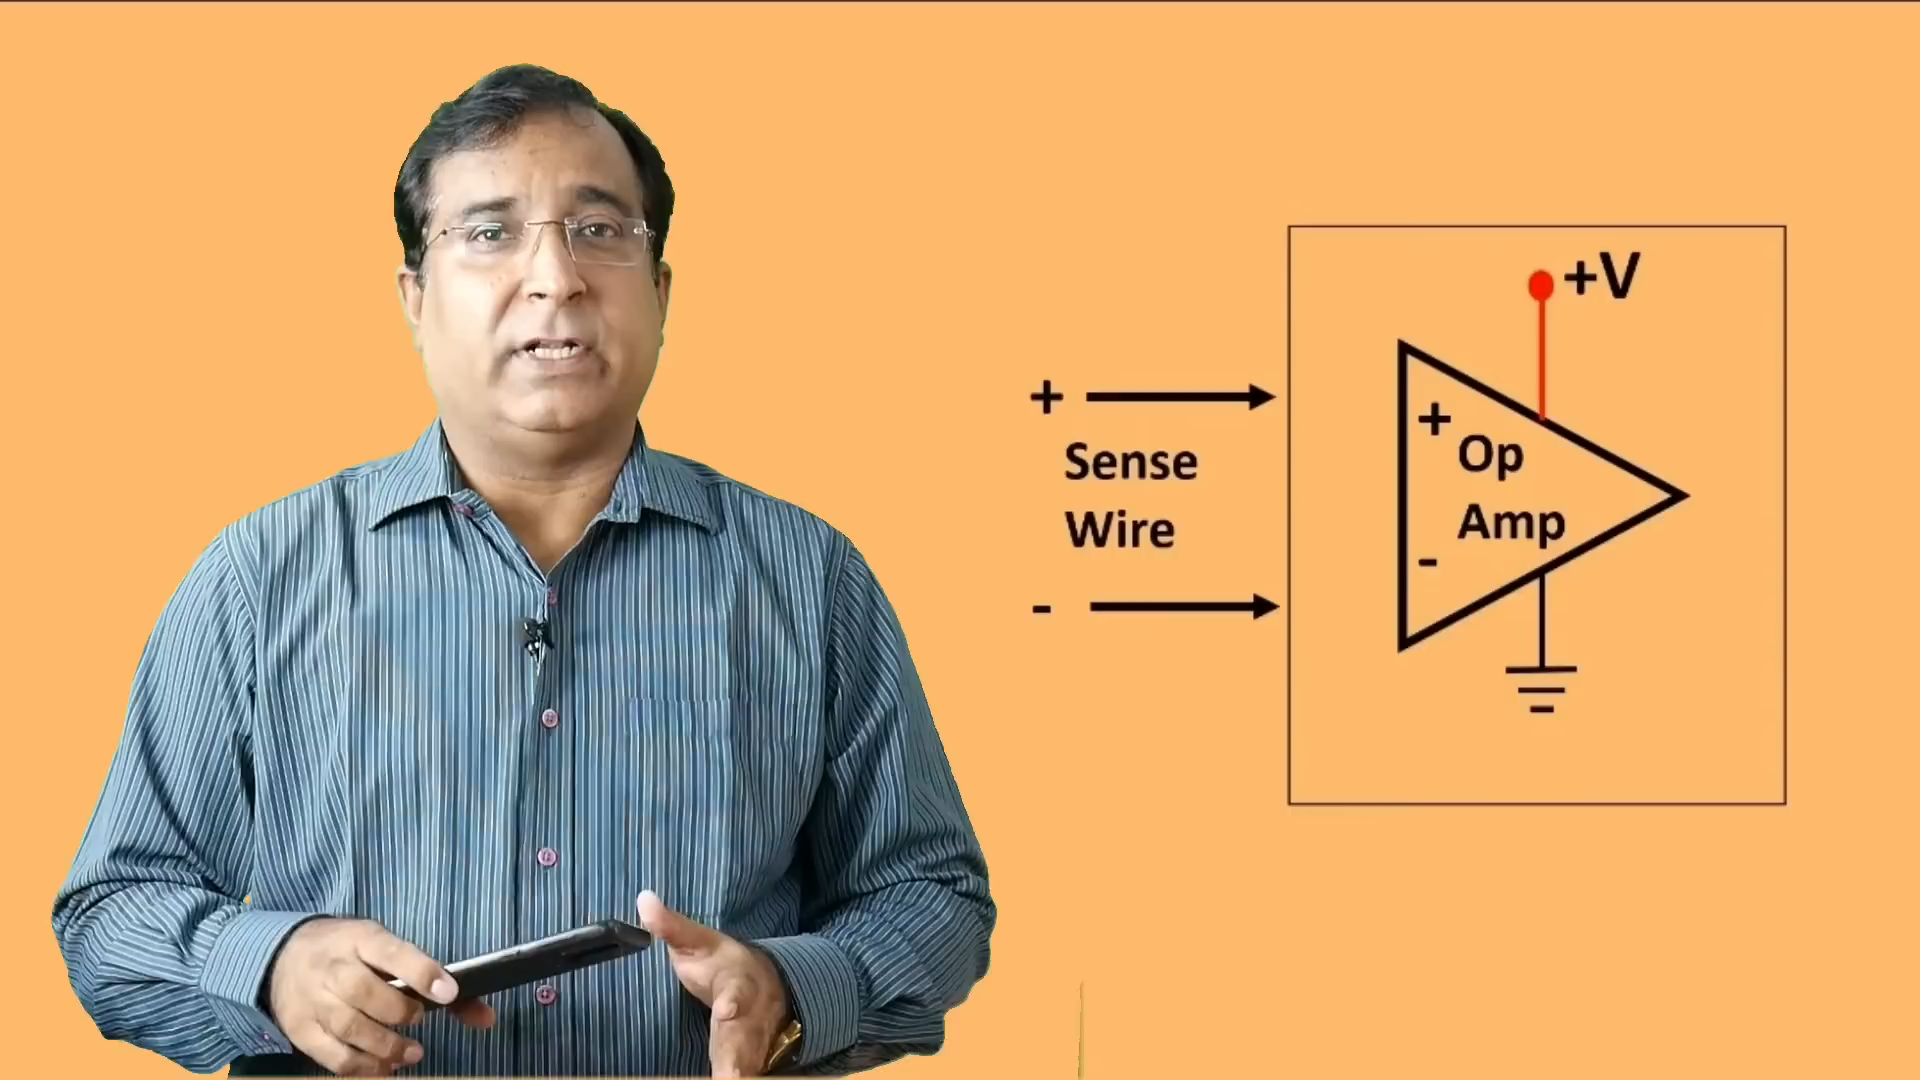 +V
+
Sense
Wire
-
+
Op
Amp
-